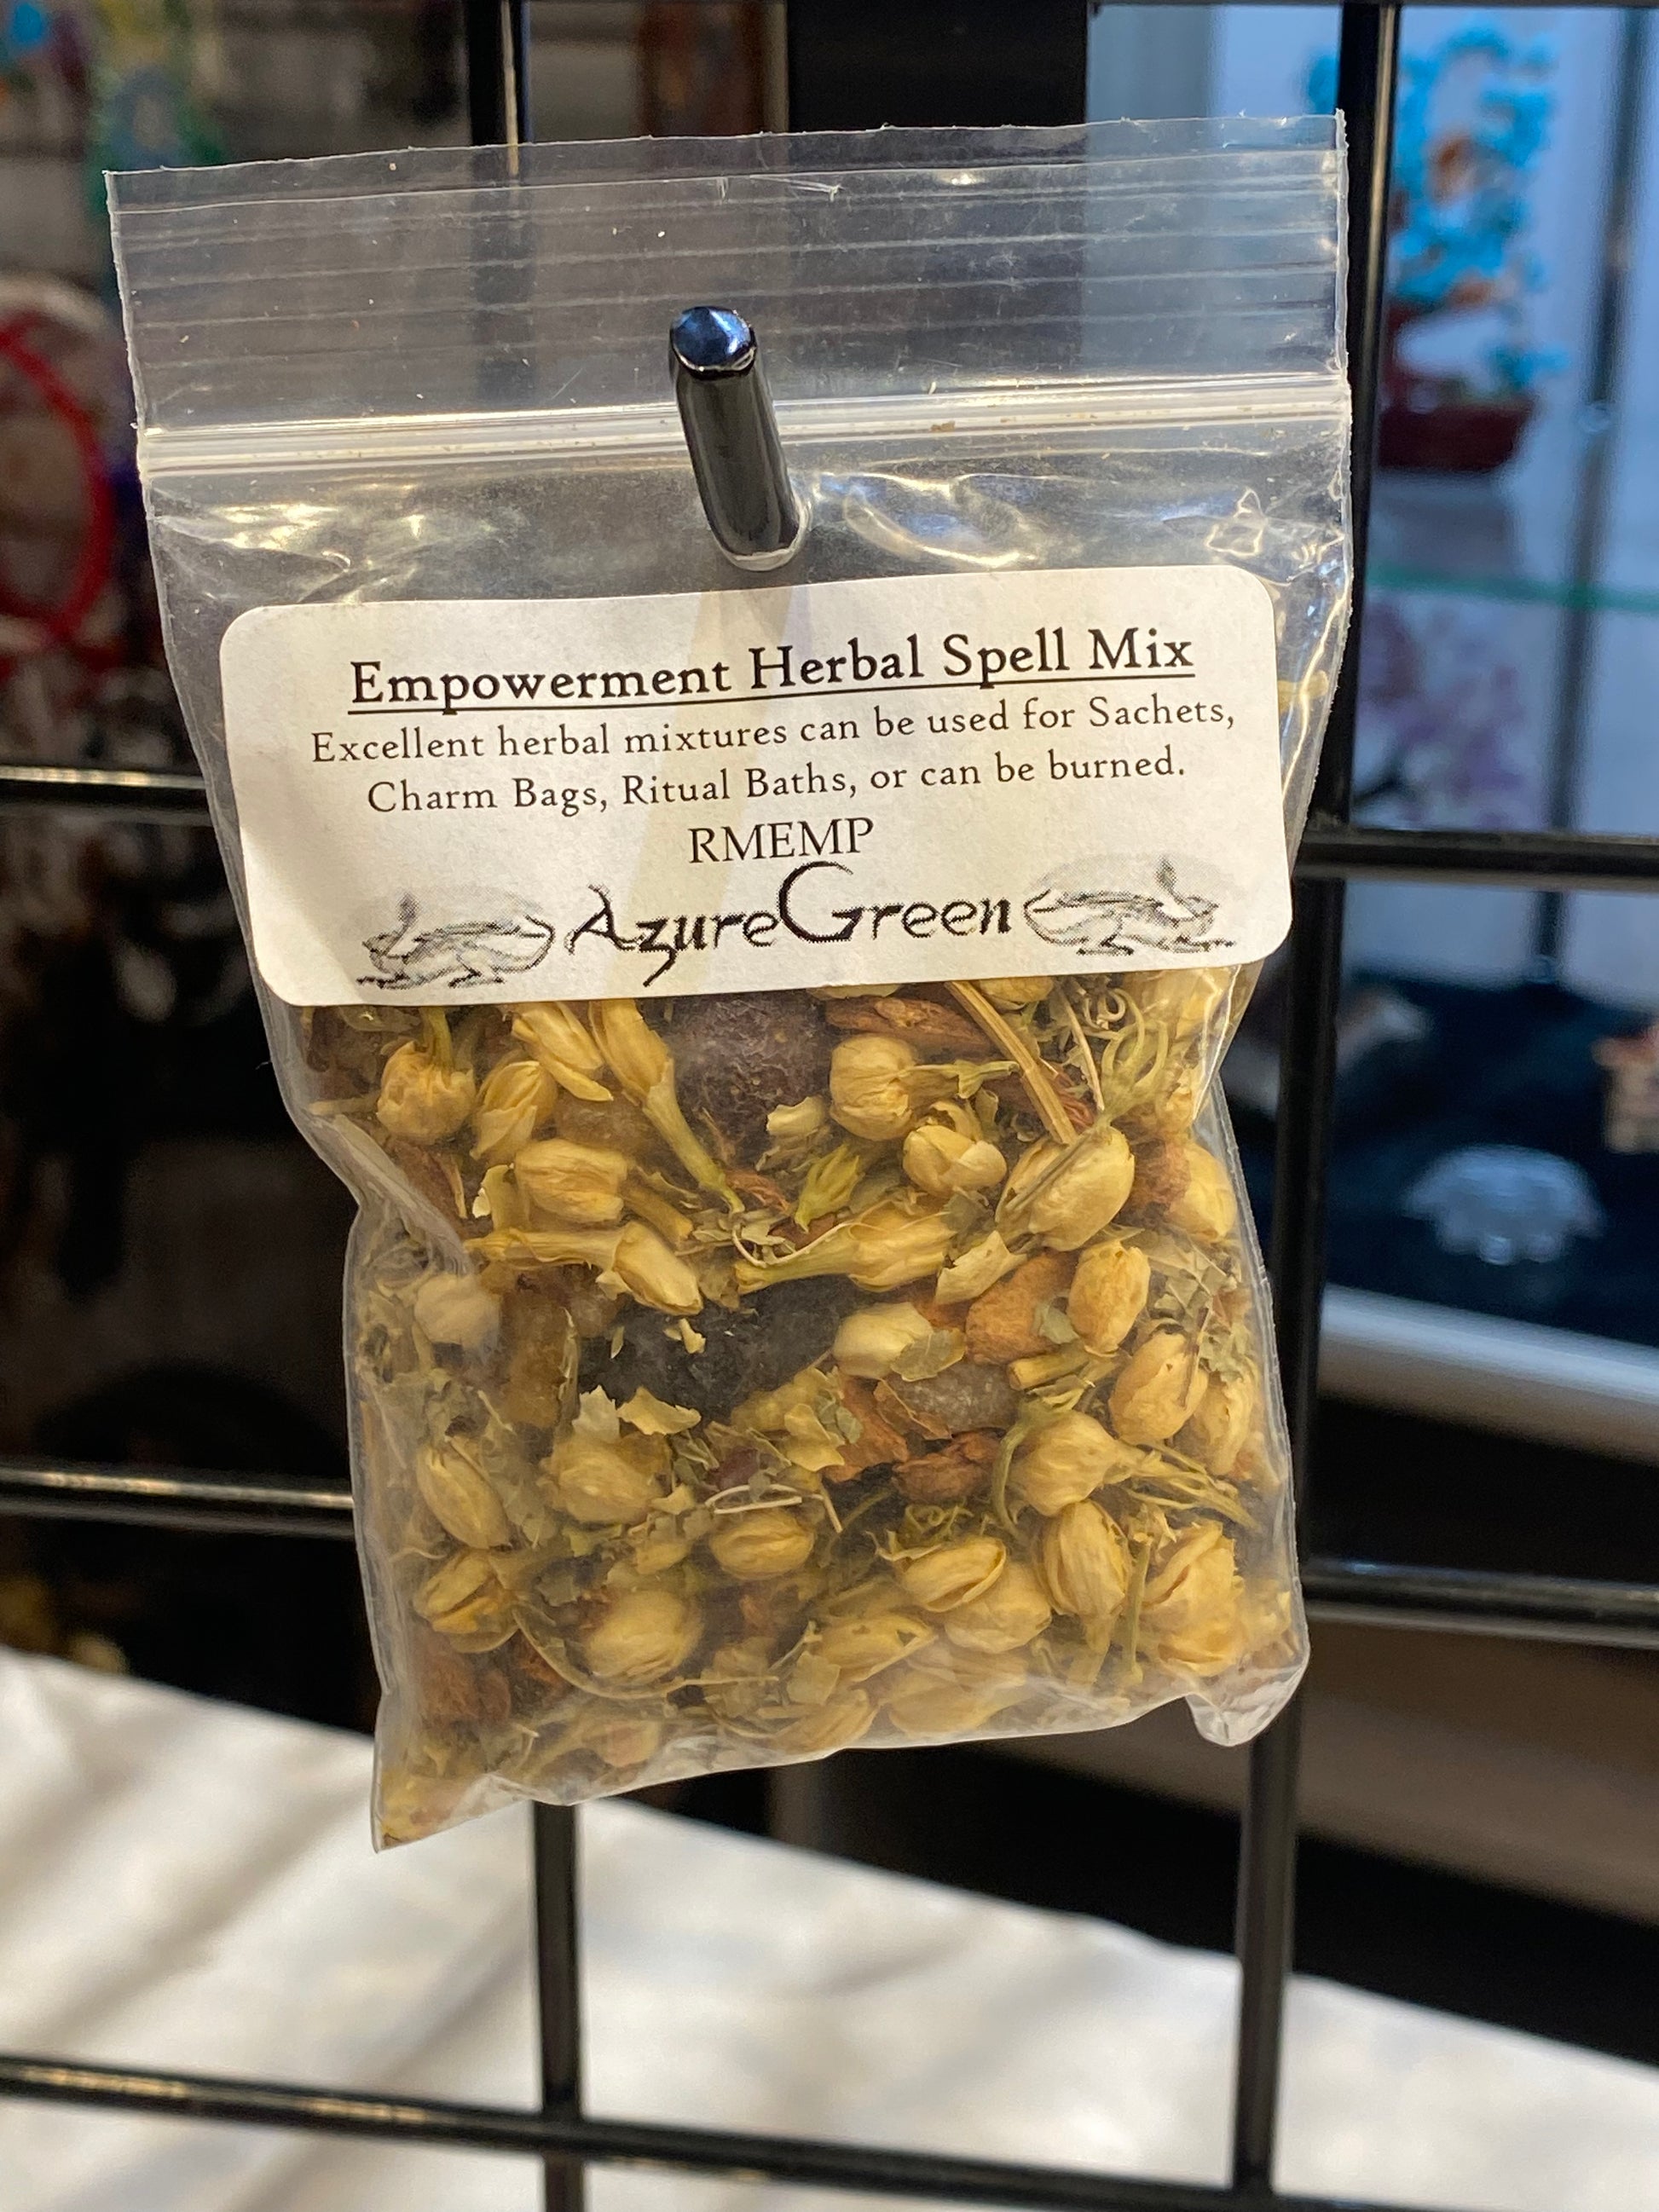 Empowerment Herbal Spell Mix
Excellent herbal mixtures can be used for Sachets,
Charm Bags, Ritual Baths, or can be burned.
RMEMP
AzureGreen